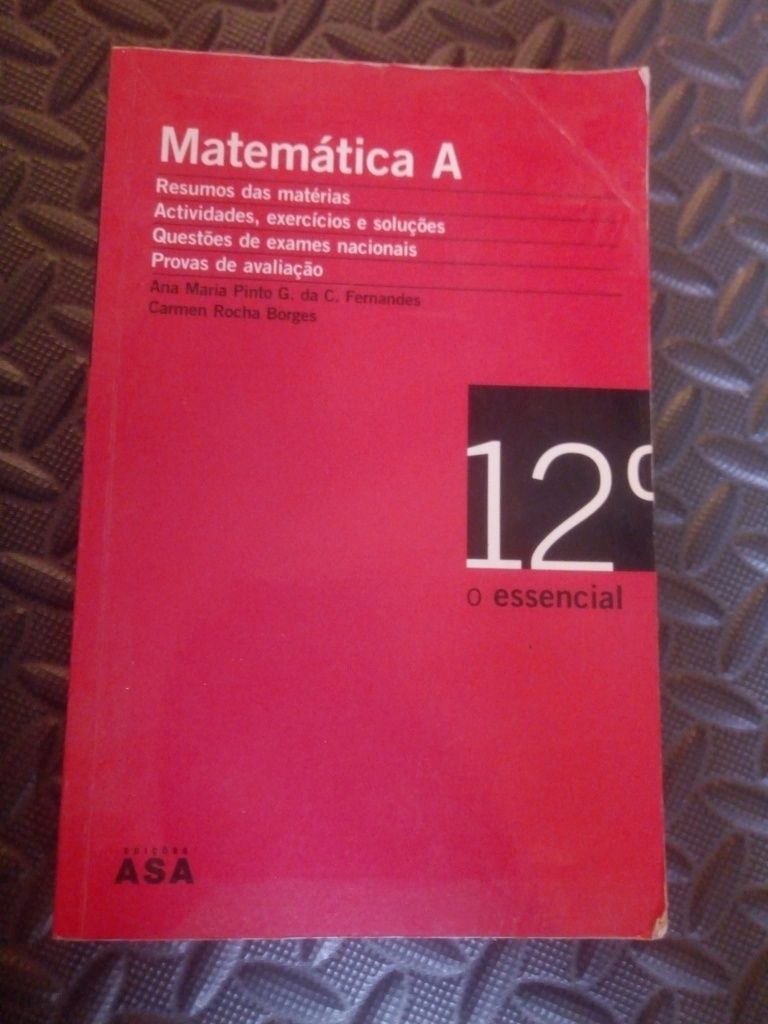 Matemática A
Resumos das matérias
Actividades, exercícios e soluções
Questões de exames nacionais
Provas de avaliação
Ana Maria Pinto G. da C. Fernandes
Carmen Rocha Borges
12º
o essencial
EDIÇÕES
ASA